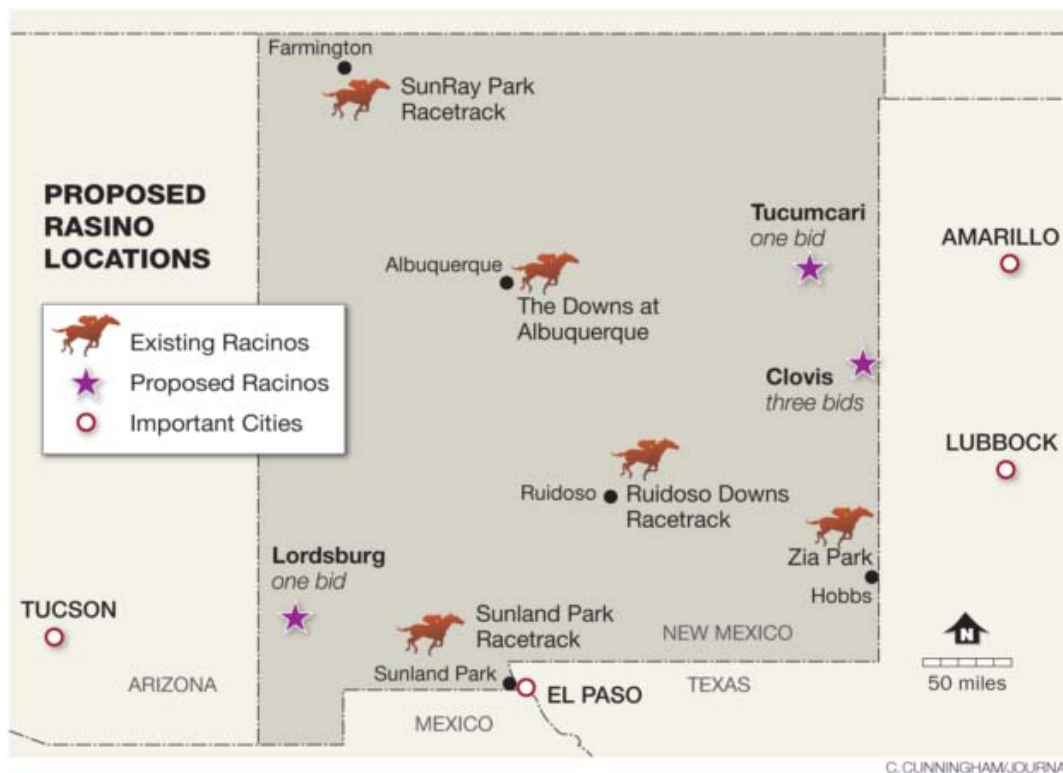 Farmington
SunRay Park
Racetrack
PROPOSED
RASINO
LOCATIONS
Tucumcari
one bid
AMARILLO
Albuquerque
The Downs at
Albuquerque
Existing Racinos
Proposed Racinos
Important Cities
Clovis
three bids
LUBBOCK
Ruidoso
Ruidoso Downs
Racetrack
Zia Park
Hobbs
Lordsburg
one bid
TUCSON
Sunland Park
Racetrack
NEW MEXICO
N
Sunland Park
EL PASO
ARIZONA
TEXAS
50 miles
MEXICO
C. CUNNINGHAM/JOURNA